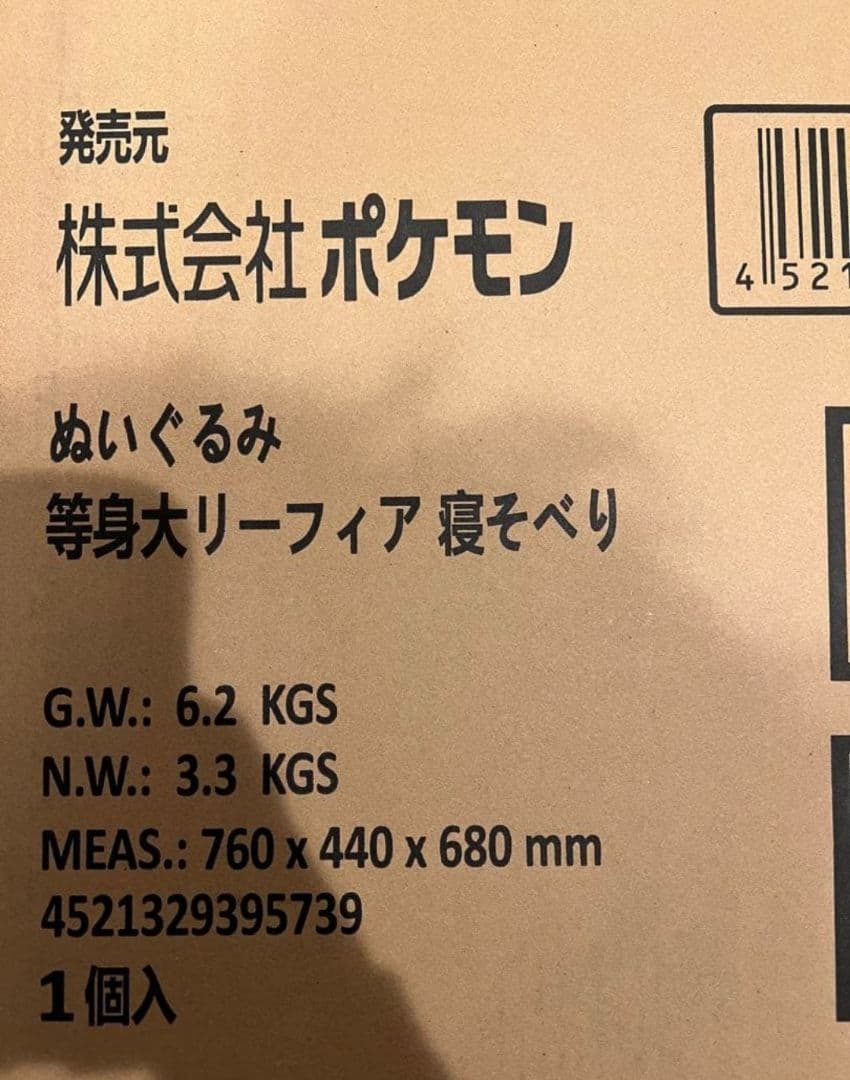 発売元
株式会社ポケモン
4 521
ぬいぐるみ
等身大リーフィア 寝そべり
G.W.: 6.2 KGS
N.W.: 3.3 KGS
MEAS.: 760 x 440 x 680 mm
4521329395739
1個入